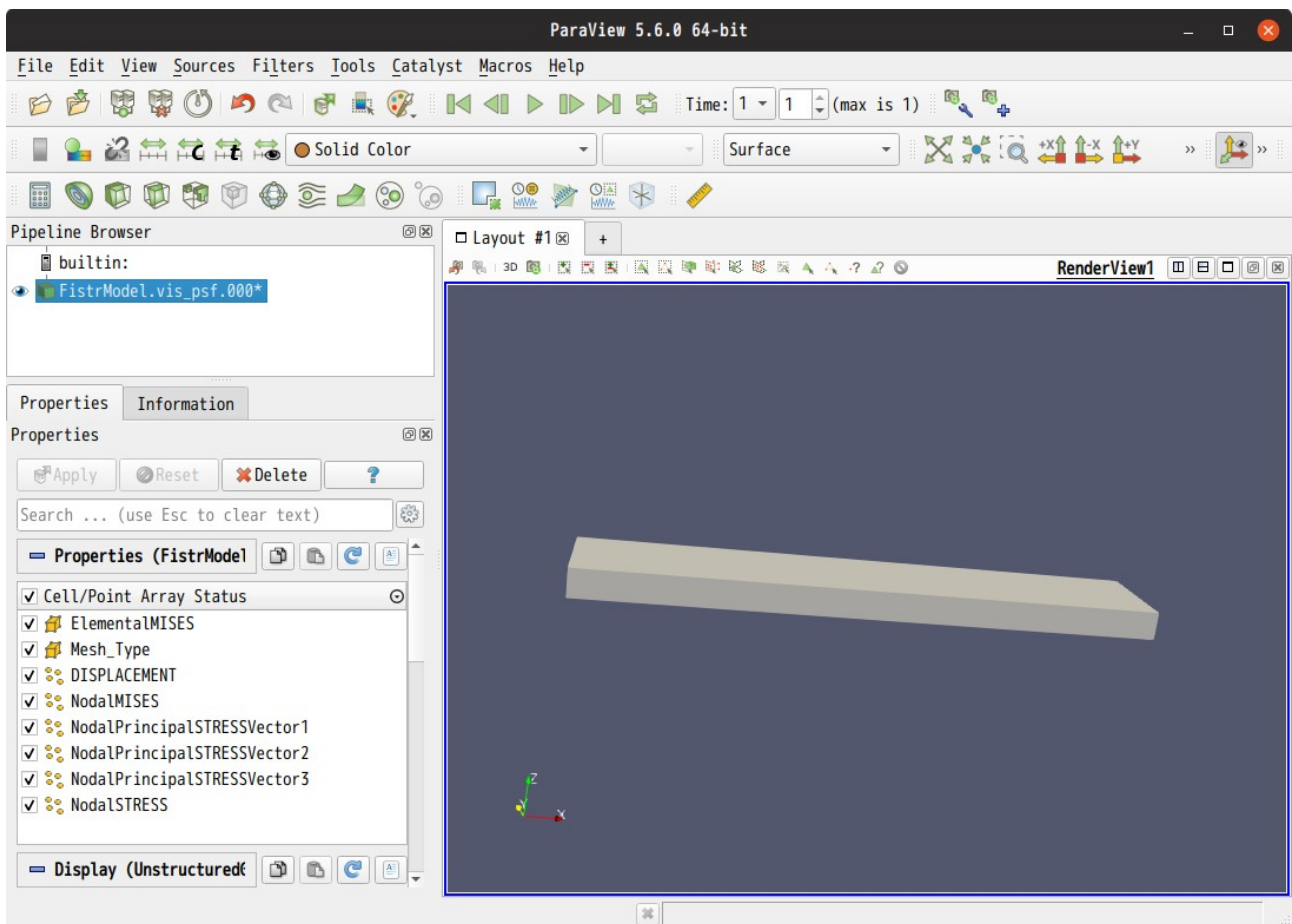 ParaView 5.6.0 64-bit
File Edit View Sources Filters Tools Catalyst Macros Help
Time: 1 1 (max is 1)
Solid Color Surface +X -X +Y
Pipeline Browser
builtin:
FistrModel.vis_psf.000*
Properties Information
Properties
Apply Reset Delete ?
Search ... (use Esc to clear text)
Properties (FistrModel
Cell/Point Array Status
ElementalMISES
Mesh_Type
DISPLACEMENT
NodalMISES
NodalPrincipalSTRESSVector1
NodalPrincipalSTRESSVector2
NodalPrincipalSTRESSVector3
NodalSTRESS
Display (Unstructured
Layout #1 +
3D RenderView1
Z
Y X